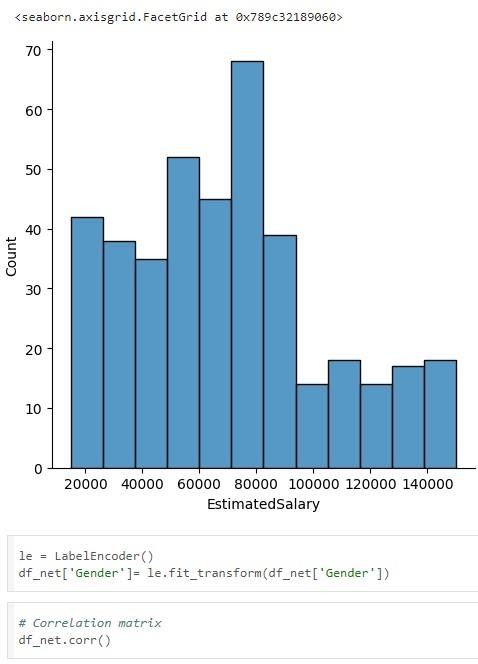 <seaborn.axisgrid.FacetGrid at 0x789c32189060>
70
60
50
40
30
20
10
0
Count
20000 40000 60000 80000 100000 120000 140000
EstimatedSalary
le = LabelEncoder()
df_net['Gender']= le.fit_transform(df_net['Gender'])
# Correlation matrix
df_net.corr()